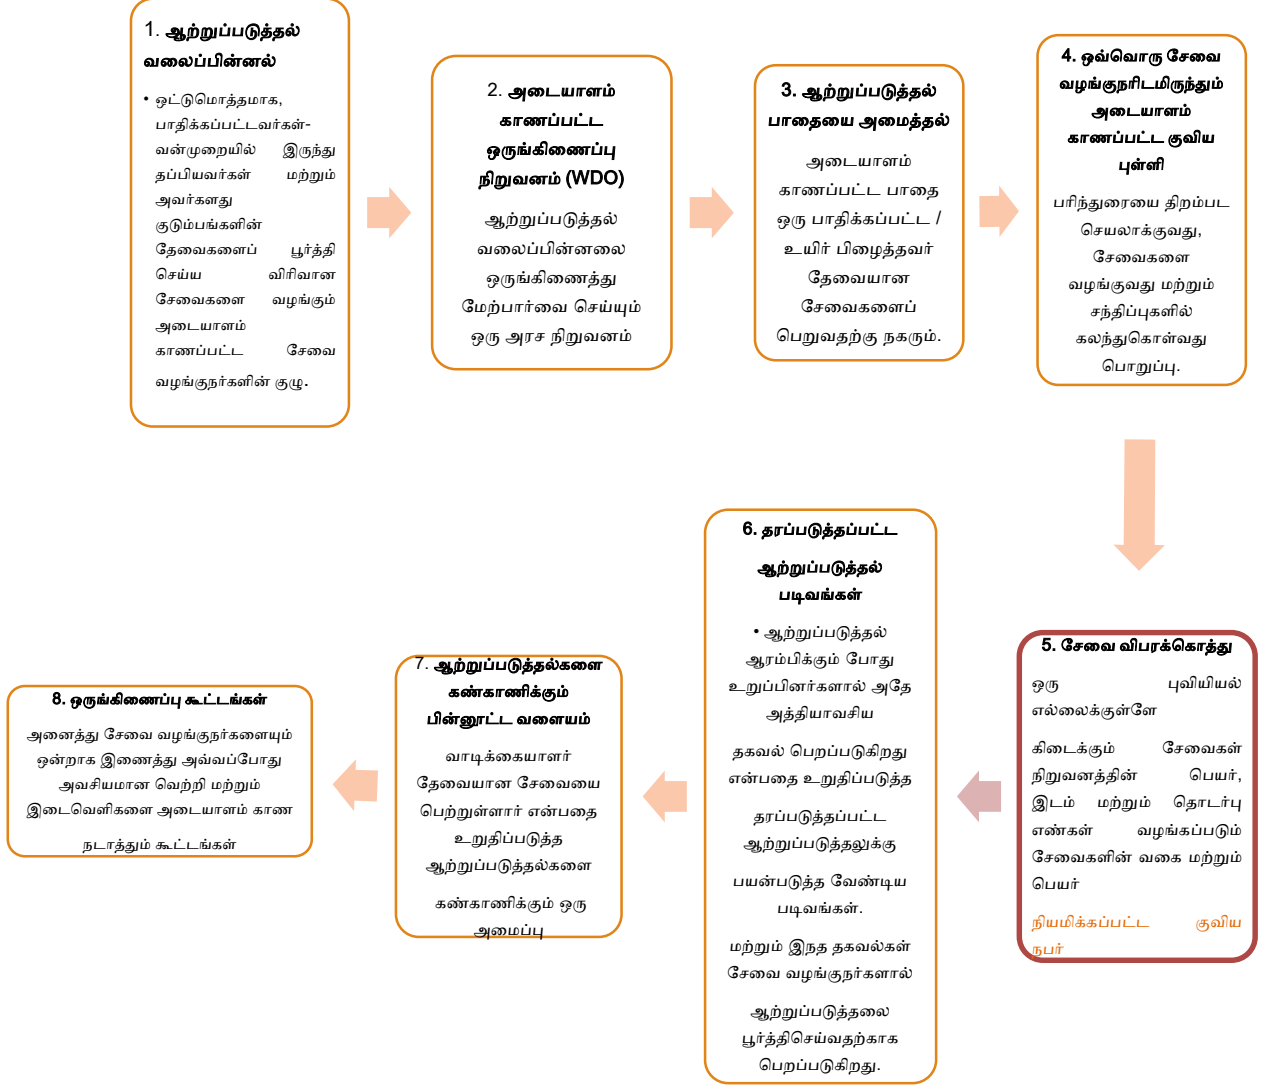 1. ஆற்றுப்படுத்தல்
வலைப்பின்னல்
• ஒட்டுமொத்தமாக,
பாதிக்கப்பட்டவர்கள்-
வன்முறையில் இருந்து
தப்பியவர்கள் மற்றும்
அவர்களது
குடும்பங்களின்
தேவைகளைப் பூர்த்தி
செய்ய விரிவான
சேவைகளை வழங்கும்
அடையாளம்
காணப்பட்ட சேவை
வழங்குநர்களின் குழு.
2. அடையாளம்
காணப்பட்ட
ஒருங்கிணைப்பு
நிறுவனம் (WDO)
ஆற்றுப்படுத்தல்
வலைப்பின்னலை
ஒருங்கிணைத்து
மேற்பார்வை செய்யும்
ஒரு அரச நிறுவனம்
3. ஆற்றுப்படுத்தல்
பாதையை அமைத்தல்
அடையாளம்
காணப்பட்ட பாதை
ஒரு பாதிக்கப்பட்ட /
உயிர் பிழைத்தவர்
தேவையான
சேவைகளைப்
பெறுவதற்கு நகரும்.
4. ஒவ்வொரு சேவை
வழங்குநரிடமிருந்தும்
அடையாளம்
காணப்பட்ட குவிய
புள்ளி
பரிந்துரையை திறம்பட
செயலாக்குவது,
சேவைகளை
வழங்குவது மற்றும்
சந்திப்புகளில்
கலந்துகொள்வது
பொறுப்பு.
5. சேவை விபரக்கொத்து
ஒரு புவியியல்
எல்லைக்குள்ளே
கிடைக்கும் சேவைகள்
நிறுவனத்தின் பெயர்,
இடம் மற்றும் தொடர்பு
எண்கள் வழங்கப்படும்
சேவைகளின் வகை மற்றும்
பெயர்
நியமிக்கப்பட்ட குவிய
நபர்
6. தரப்படுத்தப்பட்ட
ஆற்றுப்படுத்தல்
படிவங்கள்
• ஆற்றுப்படுத்தல்
ஆரம்பிக்கும் போது
உறுப்பினர்களால் அதே
அத்தியாவசிய
தகவல் பெறப்படுகிறது
என்பதை உறுதிப்படுத்த
தரப்படுத்தப்பட்ட
ஆற்றுப்படுத்தலுக்கு
பயன்படுத்த வேண்டிய
படிவங்கள்.
மற்றும் இநத தகவல்கள்
சேவை வழங்குநர்களால்
ஆற்றுப்படுத்தலை
பூர்த்திசெய்வதற்காக
பெறப்படுகிறது.
7. ஆற்றுப்படுத்தல்களை
கண்காணிக்கும்
பின்னூட்ட வளையம்
வாடிக்கையாளர்
தேவையான சேவையை
பெற்றுள்ளார் என்பதை
உறுதிப்படுத்த
ஆற்றுப்படுத்தல்களை
கண்காணிக்கும் ஒரு
அமைப்பு
8. ஒருங்கிணைப்பு கூட்டங்கள்
அனைத்து சேவை வழங்குநர்களையும்
ஒன்றாக இணைத்து அவ்வப்போது
அவசியமான வெற்றி மற்றும்
இடைவெளிகளை அடையாளம் காண
நடாத்தும் கூட்டங்கள்